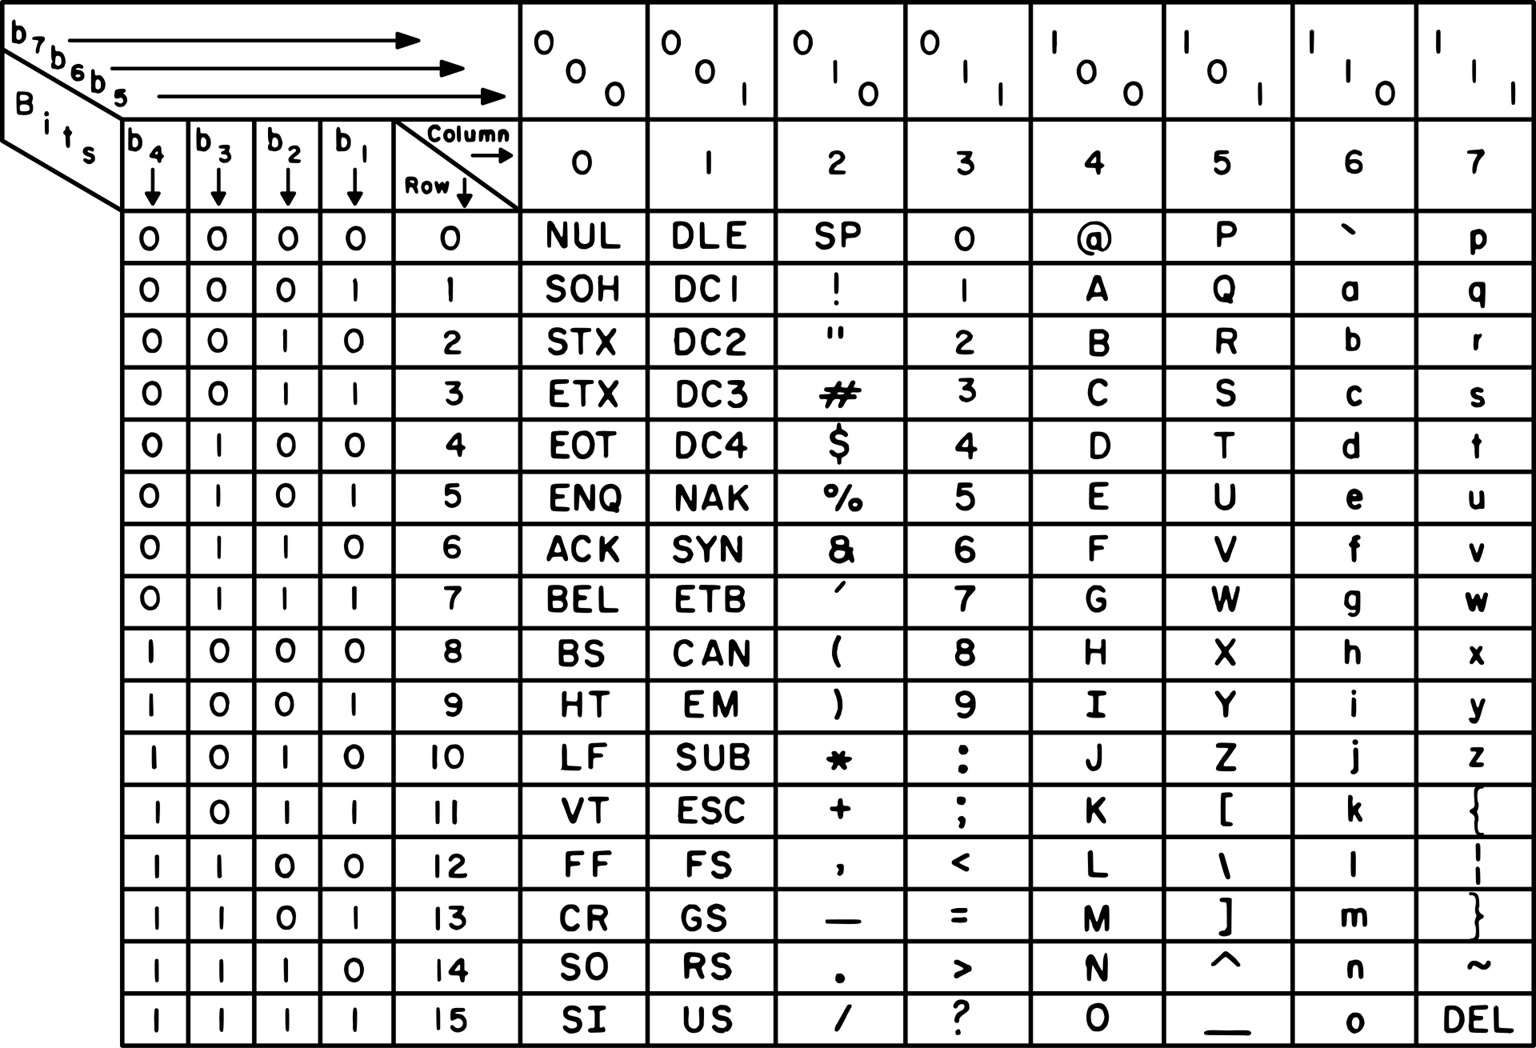 b7 0 0 0 0 1 1 1 1
b6 0 0 1 1 0 0 1 1
b5 0 1 0 1 0 1 0 1
Bits
b4 b3 b2 b1 Column Row 0 1 2 3 4 5 6 7
0 0 0 0 0 NUL DLE SP 0 @ P ` p
0 0 0 1 1 SOH DC1 ! 1 A Q a q
0 0 1 0 2 STX DC2 " 2 B R b r
0 0 1 1 3 ETX DC3 # 3 C S c s
0 1 0 0 4 EOT DC4 $ 4 D T d t
0 1 0 1 5 ENQ NAK % 5 E U e u
0 1 1 0 6 ACK SYN & 6 F V f v
0 1 1 1 7 BEL ETB ′ 7 G W g w
1 0 0 0 8 BS CAN ( 8 H X h x
1 0 0 1 9 HT EM ) 9 I Y i y
1 0 1 0 10 LF SUB * : J Z j z
1 0 1 1 11 VT ESC + ; K [ k {
1 1 0 0 12 FF FS , < L \ l ¦
1 1 0 1 13 CR GS — = M ] m }
1 1 1 0 14 SO RS . > N ^ n ~
1 1 1 1 15 SI US / ? O _ o DEL